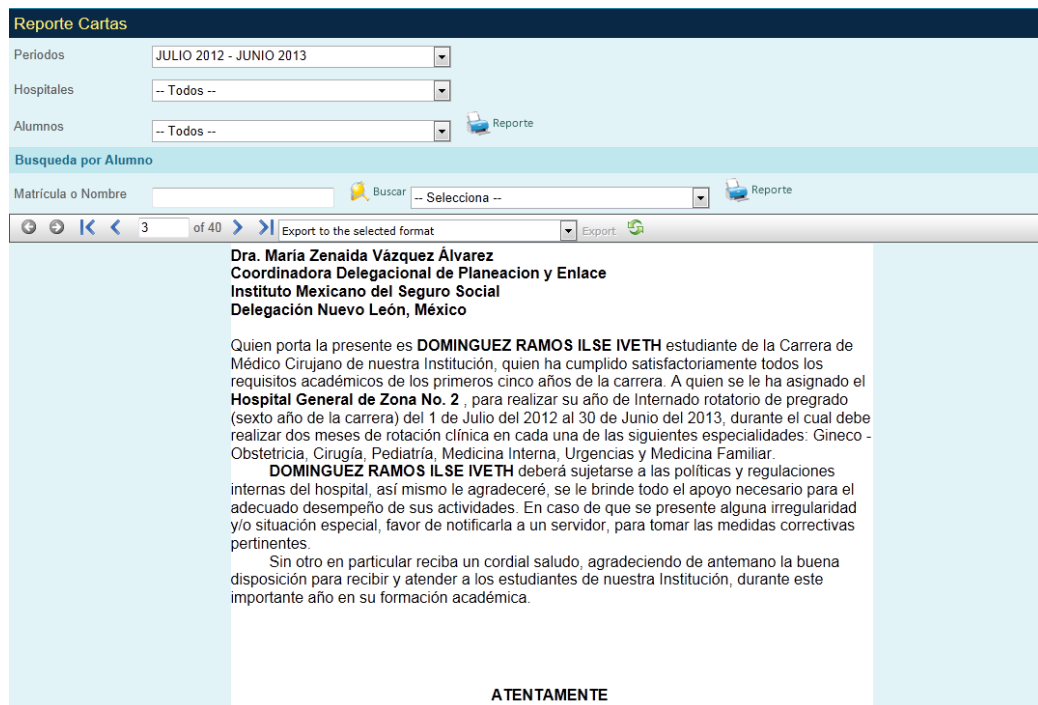 Reporte Cartas
Periodos JULIO 2012 - JUNIO 2013
Hospitales -- Todos --
Alumnos -- Todos -- Reporte
Busqueda por Alumno
Matrícula o Nombre Buscar -- Selecciona -- Reporte
3 of 40 Export to the selected format Export
Dra. María Zenaida Vázquez Álvarez
Coordinadora Delegacional de Planeacion y Enlace
Instituto Mexicano del Seguro Social
Delegación Nuevo León, México
Quien porta la presente es DOMINGUEZ RAMOS ILSE IVETH estudiante de la Carrera de
Médico Cirujano de nuestra Institución, quien ha cumplido satisfactoriamente todos los
requisitos académicos de los primeros cinco años de la carrera. A quien se le ha asignado el
Hospital General de Zona No. 2 , para realizar su año de Internado rotatorio de pregrado
(sexto año de la carrera) del 1 de Julio del 2012 al 30 de Junio del 2013, durante el cual debe
realizar dos meses de rotación clínica en cada una de las siguientes especialidades: Gineco -
Obstetricia, Cirugía, Pediatría, Medicina Interna, Urgencias y Medicina Familiar.
DOMINGUEZ RAMOS ILSE IVETH deberá sujetarse a las políticas y regulaciones
internas del hospital, así mismo le agradeceré, se le brinde todo el apoyo necesario para el
adecuado desempeño de sus actividades. En caso de que se presente alguna irregularidad
y/o situación especial, favor de notificarla a un servidor, para tomar las medidas correctivas
pertinentes.
Sin otro en particular reciba un cordial saludo, agradeciendo de antemano la buena
disposición para recibir y atender a los estudiantes de nuestra Institución, durante este
importante año en su formación académica.
ATENTAMENTE